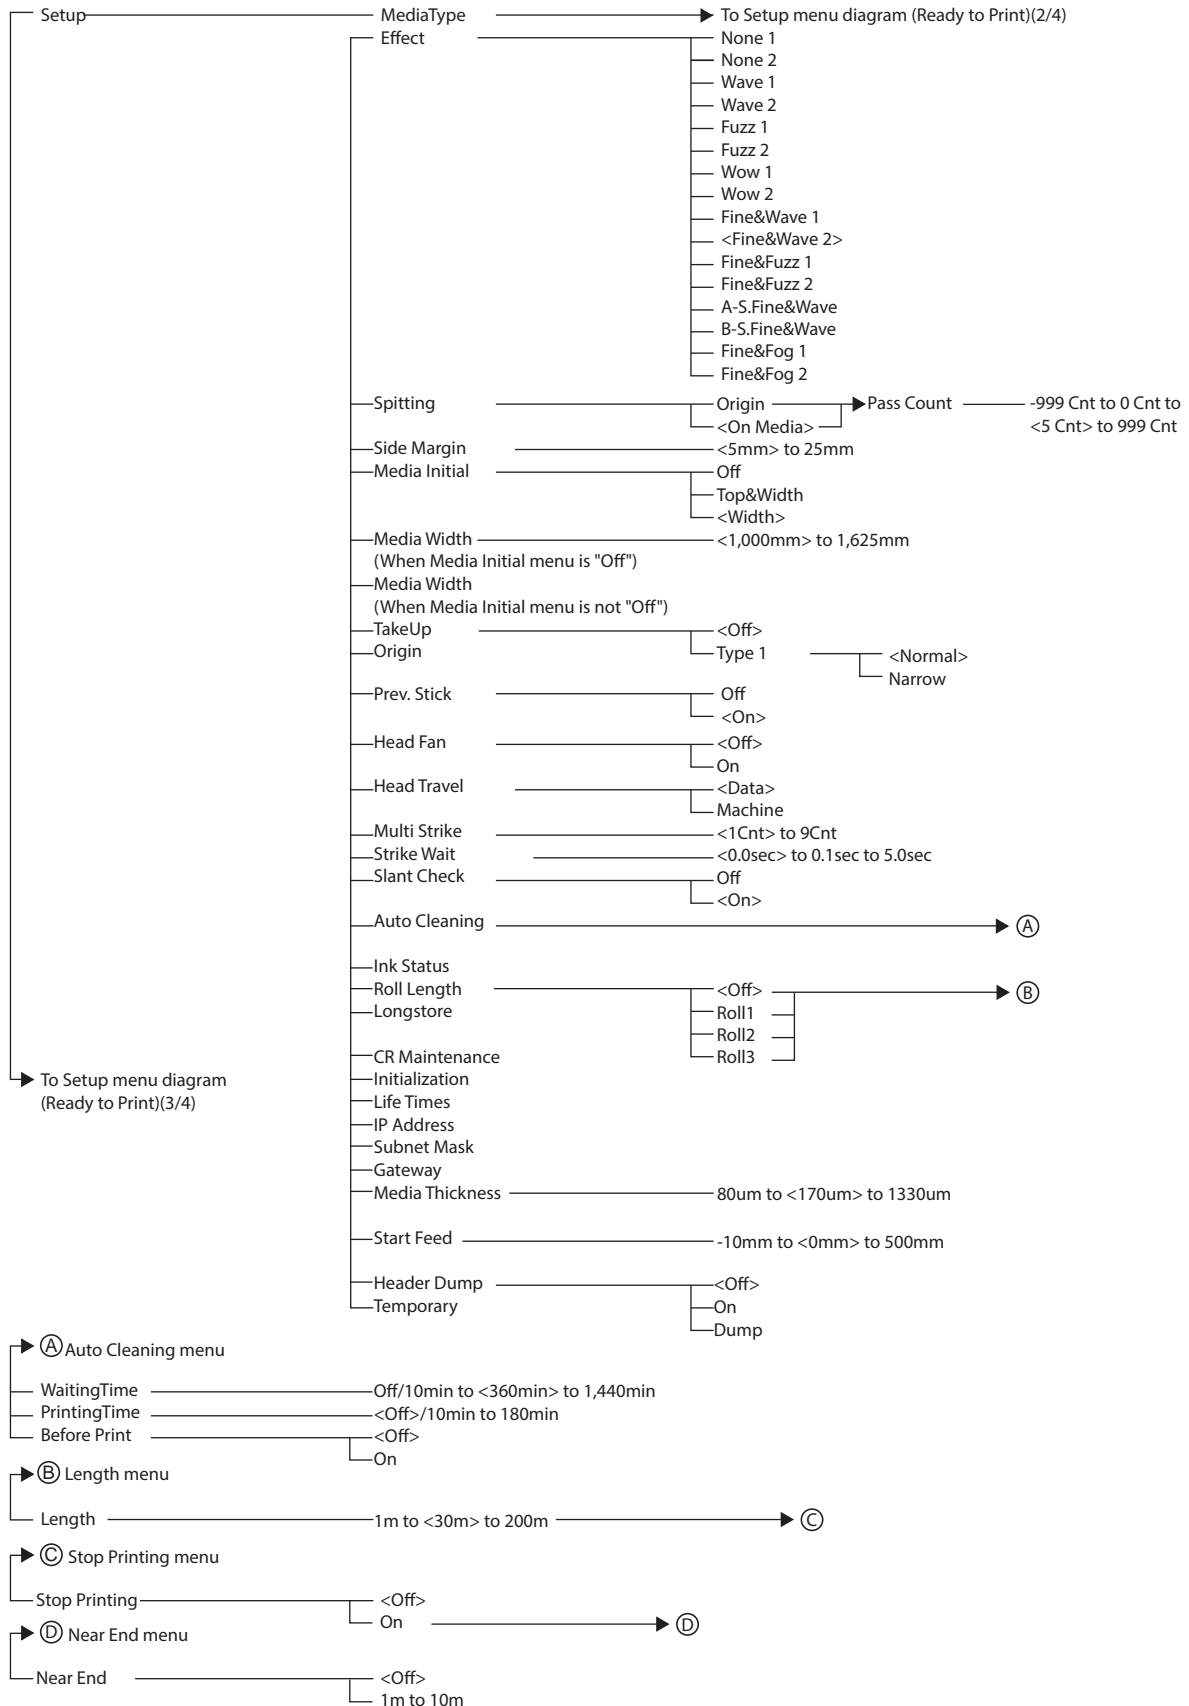 Setup MediaType To Setup menu diagram (Ready to Print)(2/4)
Effect None 1
None 2
Wave 1
Wave 2
Fuzz 1
Fuzz 2
Wow 1
Wow 2
Fine&Wave 1
<Fine&Wave 2>
Fine&Fuzz 1
Fine&Fuzz 2
A-S.Fine&Wave
B-S.Fine&Wave
Fine&Fog 1
Fine&Fog 2
Spitting Origin Pass Count -999 Cnt to 0 Cnt to
<On Media> <5 Cnt> to 999 Cnt
Side Margin <5mm> to 25mm
Media Initial Off
Top&Width
<Width>
Media Width <1,000mm> to 1,625mm
(When Media Initial menu is "Off")
Media Width
(When Media Initial menu is not "Off")
TakeUp <Off>
Origin Type 1 <Normal>
Narrow
Prev. Stick Off
<On>
Head Fan <Off>
On
Head Travel <Data>
Machine
Multi Strike <1Cnt> to 9Cnt
Strike Wait <0.0sec> to 0.1sec to 5.0sec
Slant Check Off
<On>
Auto Cleaning A
Ink Status
Roll Length <Off> B
Longstore Roll1
Roll2
CR Maintenance Roll3
To Setup menu diagram Initialization
(Ready to Print)(3/4) Life Times
IP Address
Subnet Mask
Gateway
Media Thickness 80um to <170um> to 1330um
Start Feed -10mm to <0mm> to 500mm
Header Dump <Off>
Temporary On
Dump
A Auto Cleaning menu
WaitingTime Off/10min to <360min> to 1,440min
PrintingTime <Off>/10min to 180min
Before Print <Off>
On
B Length menu
Length 1m to <30m> to 200m C
C Stop Printing menu
Stop Printing <Off>
On D
D Near End menu
Near End <Off>
1m to 10m